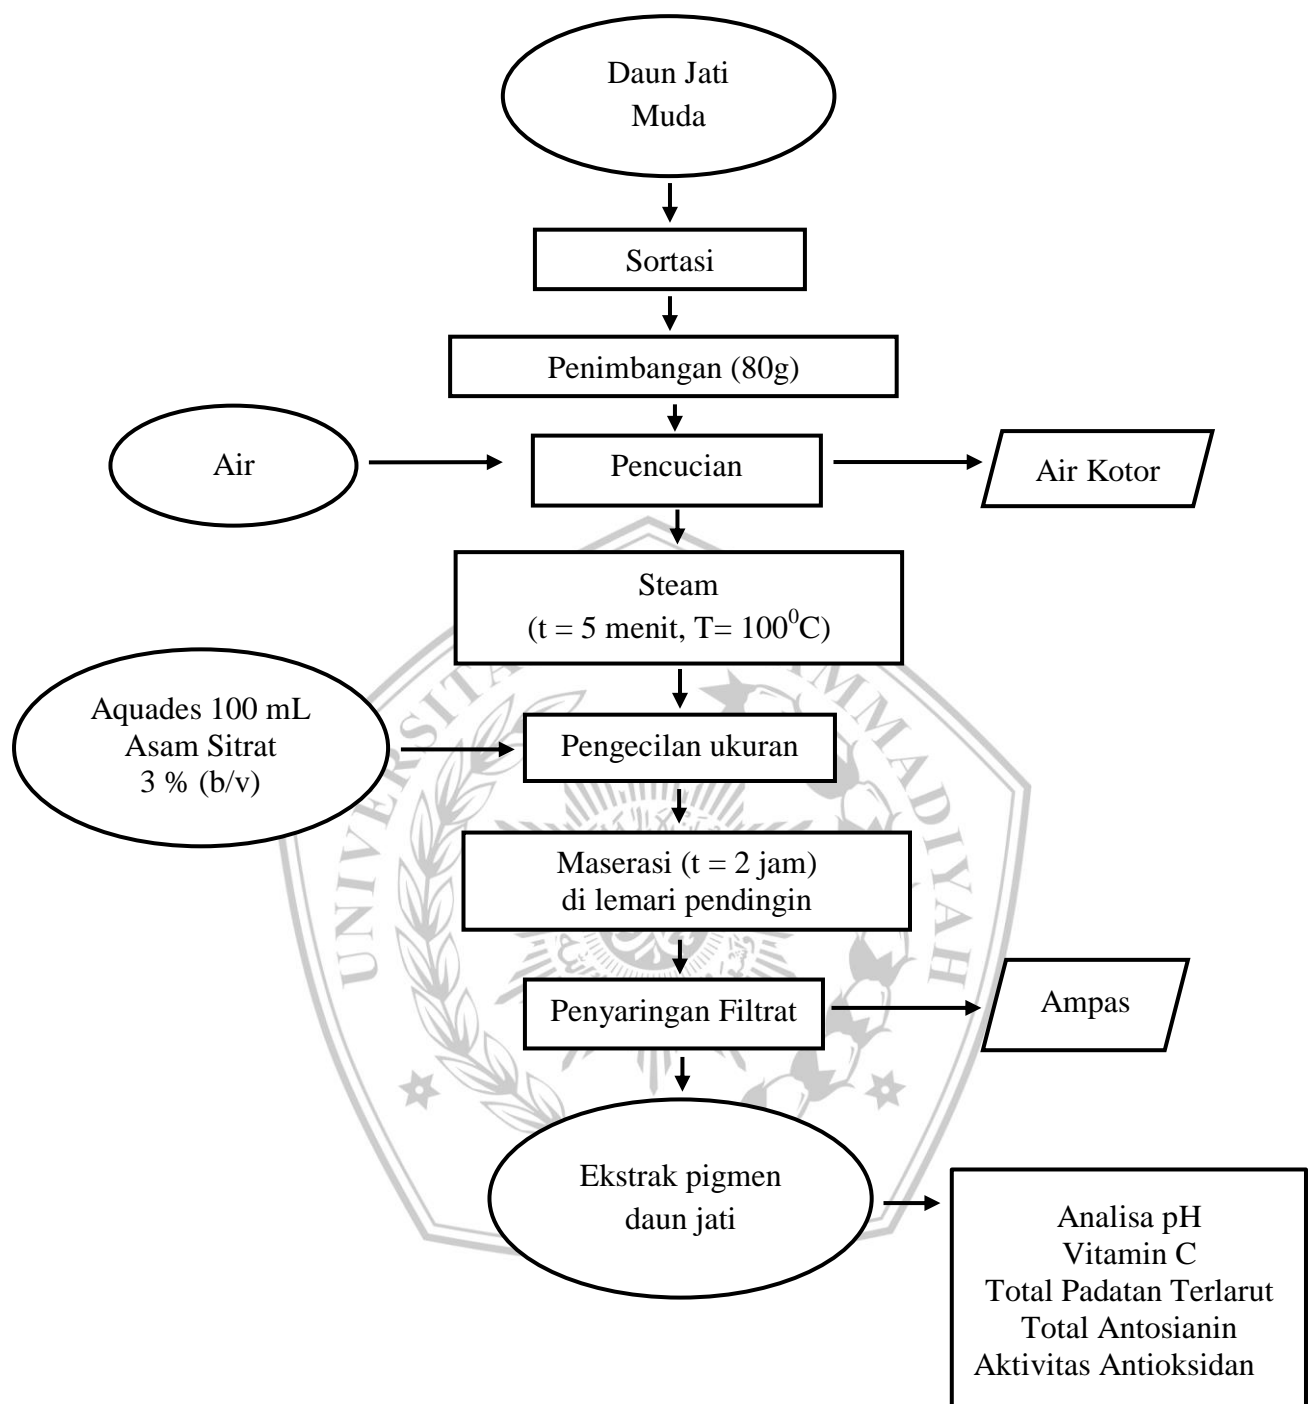 Daun Jati
Muda
Sortasi
Penimbangan (80g)
Air
Pencucian
Air Kotor
Steam
(t = 5 menit, T= 100⁰C)
Aquades 100 mL
Asam Sitrat
3 % (b/v)
Pengecilan ukuran
Maserasi (t = 2 jam)
di lemari pendingin
Penyaringan Filtrat
Ampas
Ekstrak pigmen
daun jati
Analisa pH
Vitamin C
Total Padatan Terlarut
Total Antosianin
Aktivitas Antioksidan